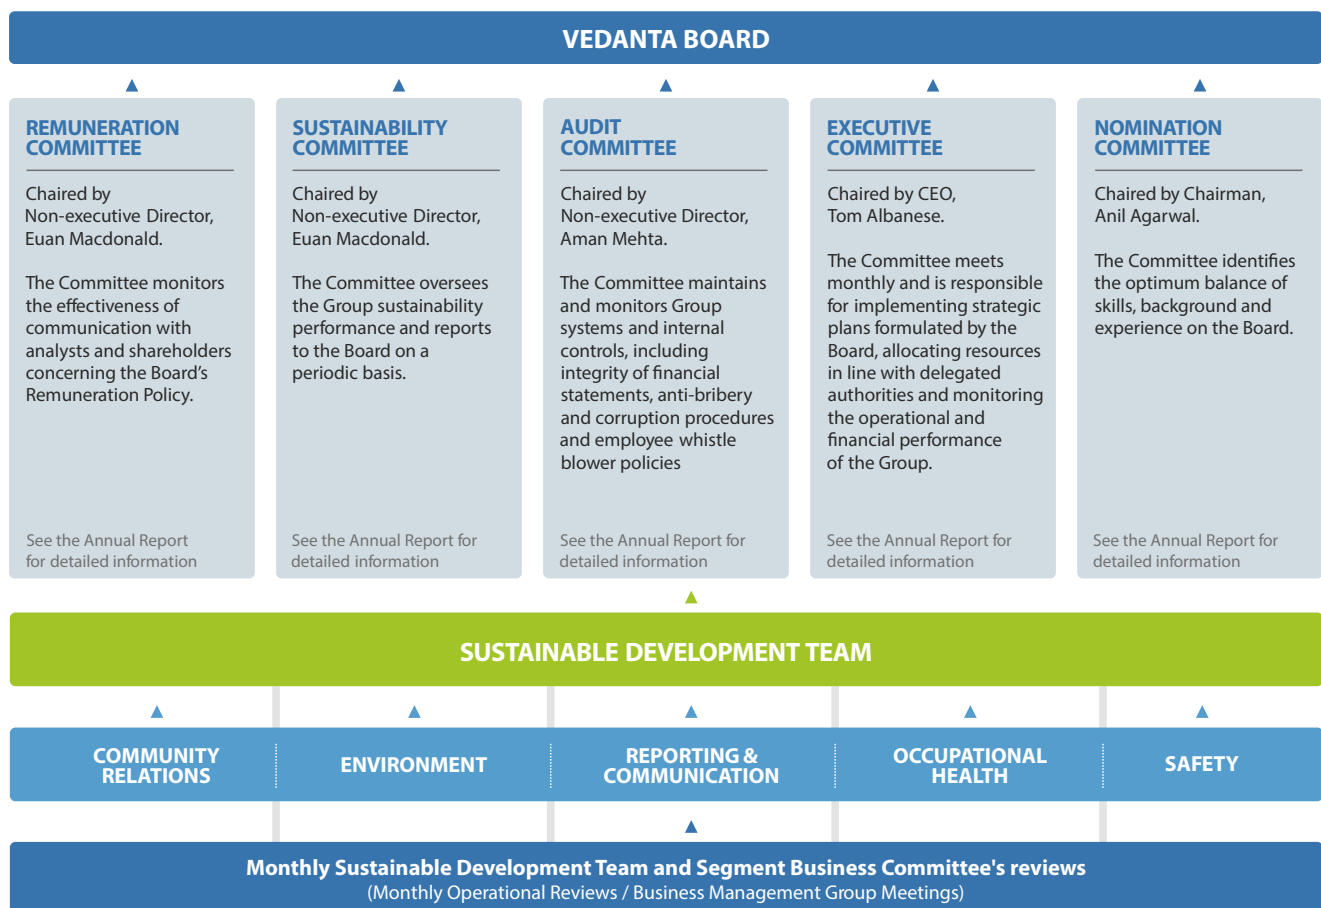 VEDANTA BOARD
REMUNERATION
COMMITTEE
Chaired by
Non-executive Director,
Euan Macdonald.
The Committee monitors
the effectiveness of
communication with
analysts and shareholders
concerning the Board's
Remuneration Policy.
See the Annual Report
for detailed information
SUSTAINABILITY
COMMITTEE
Chaired by
Non-executive Director,
Euan Macdonald.
The Committee oversees
the Group sustainability
performance and reports
to the Board on a
periodic basis.
See the Annual Report for
detailed information
AUDIT
COMMITTEE
Chaired by
Non-executive Director,
Aman Mehta.
The Committee maintains
and monitors Group
systems and internal
controls, including
integrity of financial
statements, anti-bribery
and corruption procedures
and employee whistle
blower policies
See the Annual Report for
detailed information
EXECUTIVE
COMMITTEE
Chaired by CEO,
Tom Albanese.
The Committee meets
monthly and is responsible
for implementing strategic
plans formulated by the
Board, allocating resources
in line with delegated
authorities and monitoring
the operational and
financial performance
of the Group.
See the Annual Report for
detailed information
NOMINATION
COMMITTEE
Chaired by Chairman,
Anil Agarwal.
The Committee identifies
the optimum balance of
skills, background and
experience on the Board.
See the Annual Report for
detailed information
SUSTAINABLE DEVELOPMENT TEAM
COMMUNITY
RELATIONS
ENVIRONMENT
REPORTING &
COMMUNICATION
OCCUPATIONAL
HEALTH
SAFETY
Monthly Sustainable Development Team and Segment Business Committee's reviews
(Monthly Operational Reviews / Business Management Group Meetings)